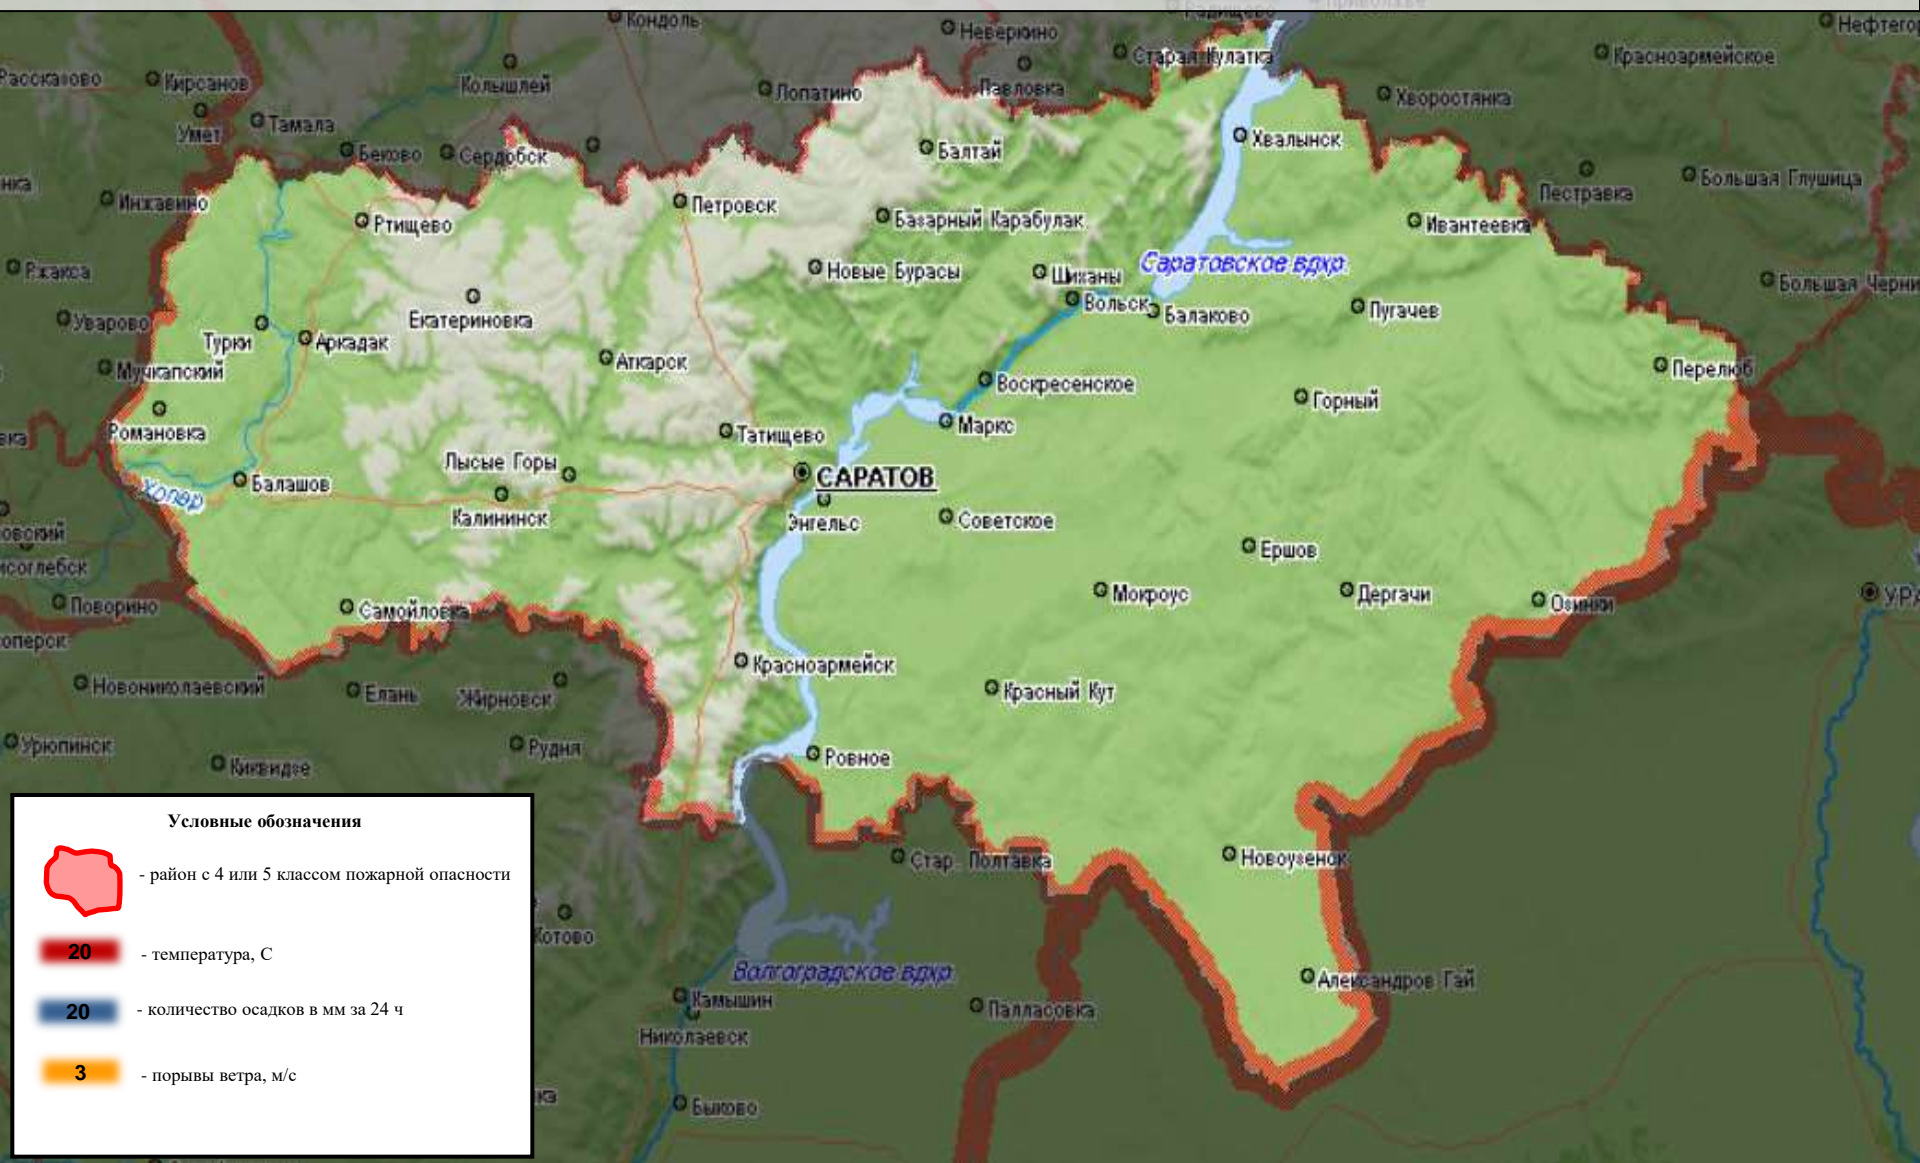 Кондоль
Неверкино
Старая Кулатка
Красноармейское
Рассказово
Кирсанов
Колышлей
Лопатино
Павловка
Хворостянка
Умет
Тамала
Беково
Сердобск
Балтай
Хвалынск
Пестравка
Большая Глушица
Инжавино
Ртищево
Петровск
Базарный Карабулак
Ивантеевка
Ржакса
Новые Бурасы
Шиханы
Саратовское вдхр.
Уварово
Екатериновка
Вольск
Балаково
Пугачев
Турки
Аркадак
Аткарск
Мучкапский
Воскресенское
Перелюб
Горный
Романовка
Татищево
Маркс
Лысые Горы
САРАТОВ
Балашов
Хопер
Калининск
Энгельс
Советское
Ершов
Поворино
Самойловка
Мокроус
Дергачи
Озинки
Новониколаевский
Елань
Жирновск
Красноармейск
Красный Кут
Урюпинск
Киквидзе
Рудня
Ровное
Стар. Полтавка
Новоузенск
Котово
Волгоградское вдхр.
Александров Гай
Камышин
Николаевск
Палласовка
Быково
Условные обозначения
- район с 4 или 5 классом пожарной опасности
20 - температура, С
20 - количество осадков в мм за 24 ч
3 - порывы ветра, м/с